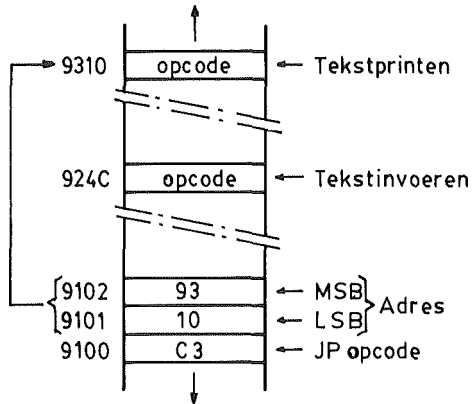 9310 opcode Tekstprinten
924C opcode Tekstinvoeren
9102 93 MSB
Adres
9101 10 LSB
9100 C3 JP opcode